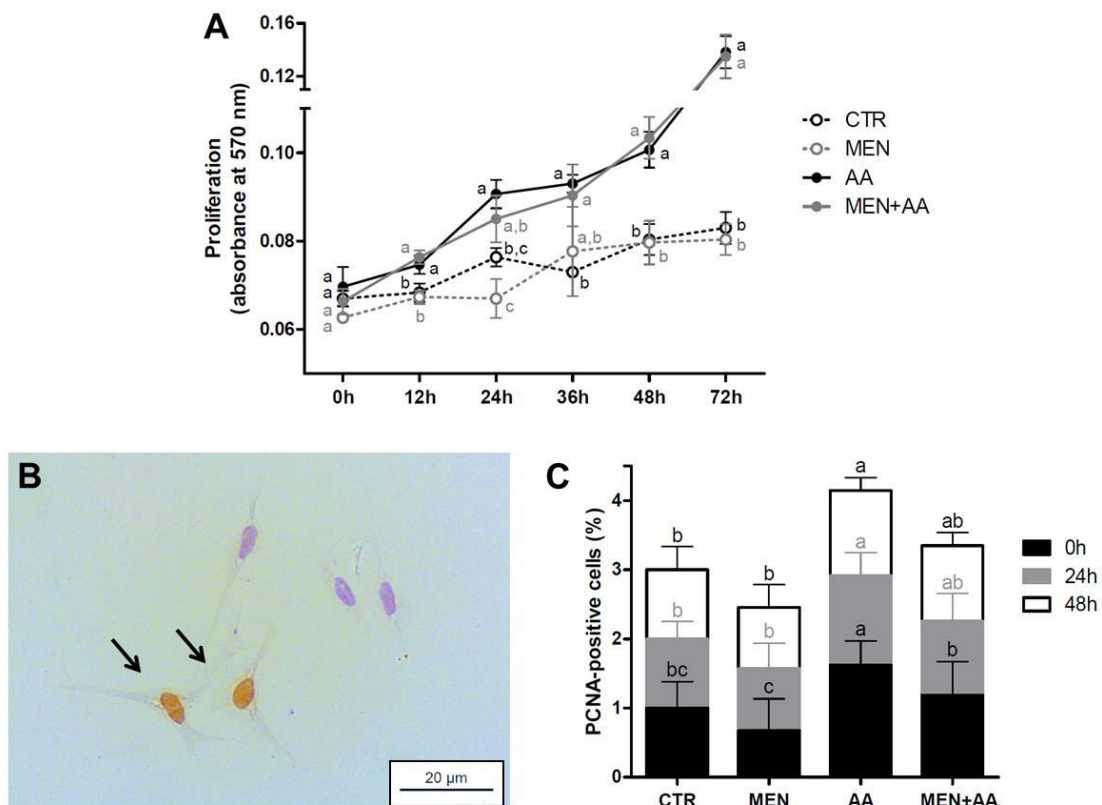 A
Proliferation
(absorbance at 570 nm)
0.16
0.12
0.10
0.08
0.06
0h 12h 24h 36h 48h 72h
a a a a
a a b b
a a,b b,c c
a a a,b b
a a b b
a a b b
CTR
MEN
AA
MEN+AA
B
20 µm
C
PCNA-positive cells (%)
4
3
2
1
0
b b bc
b b c
a a a
ab ab b
CTR MEN AA MEN+AA
0h
24h
48h